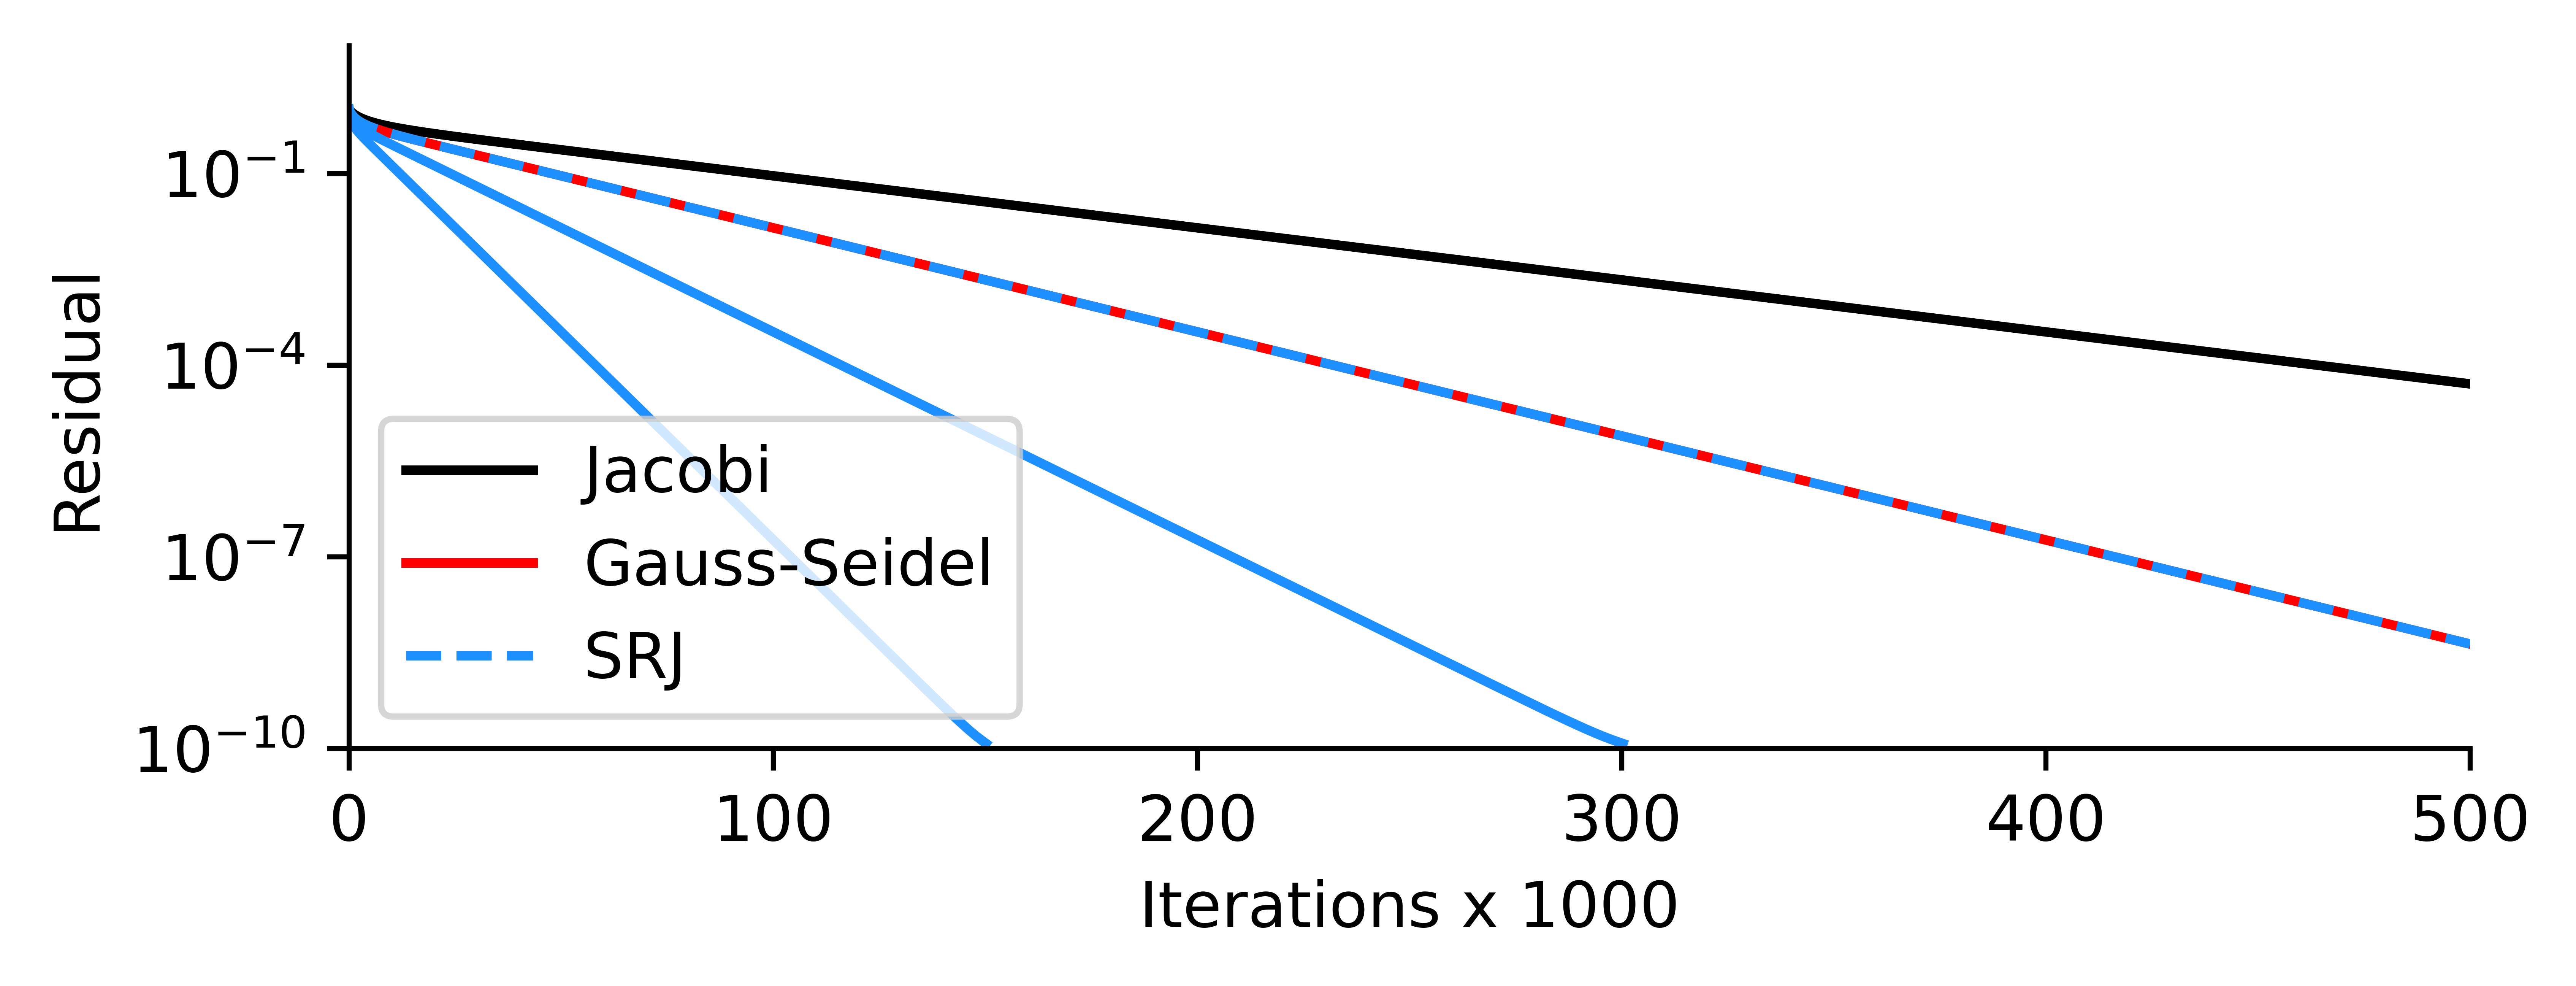 10⁻¹
10⁻⁴
10⁻⁷
10⁻¹⁰
Residual
Jacobi
Gauss-Seidel
SRJ
0 100 200 300 400 500
Iterations x 1000